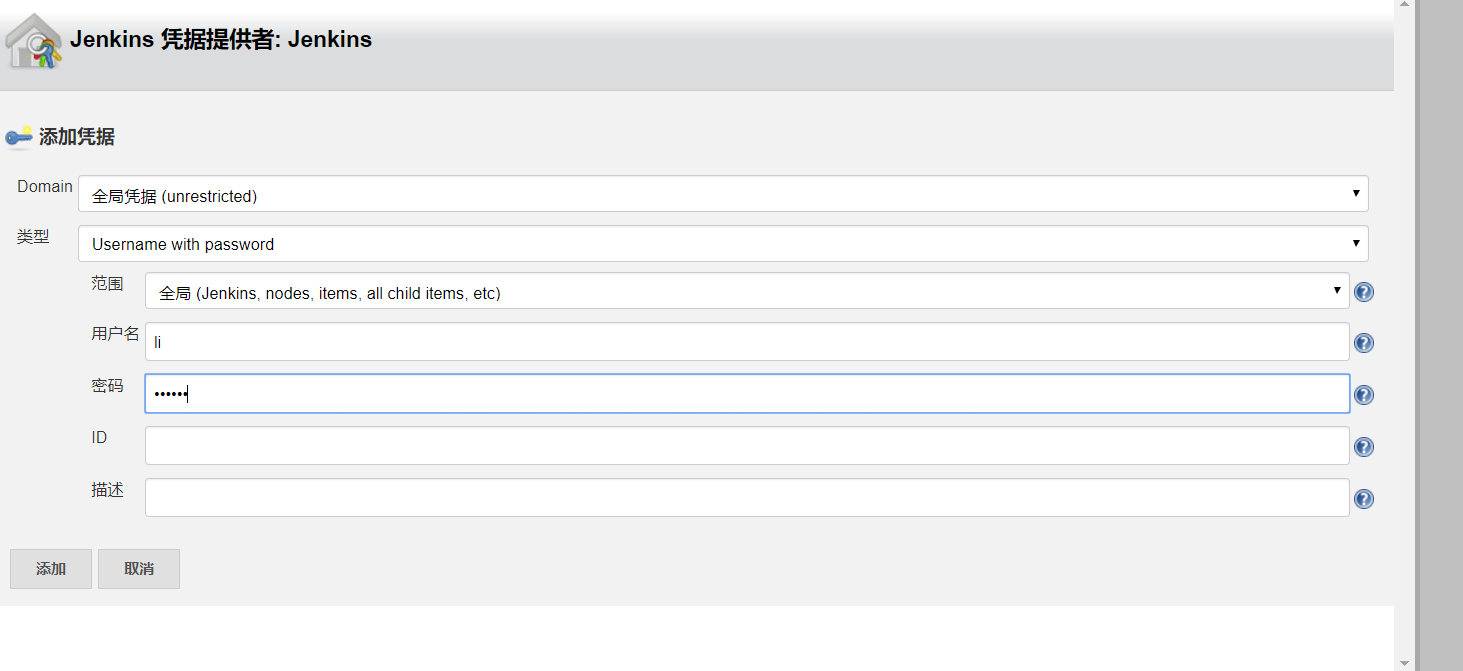 Jenkins 凭据提供者: Jenkins
添加凭据
Domain 全局凭据 (unrestricted)
类型 Username with password
范围 全局 (Jenkins, nodes, items, all child items, etc)
用户名 li
密码 ••••••
ID
描述
添加 取消